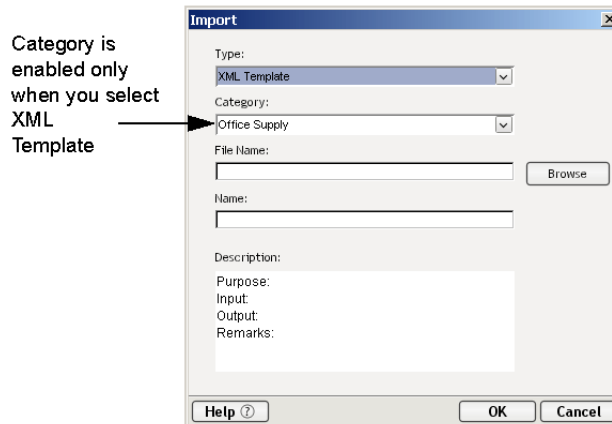 Import
Category is
enabled only
when you select
XML
Template
Type:
XML Template
Category:
Office Supply
File Name:
Browse
Name:
Description:
Purpose:
Input:
Output:
Remarks:
Help ?
OK
Cancel